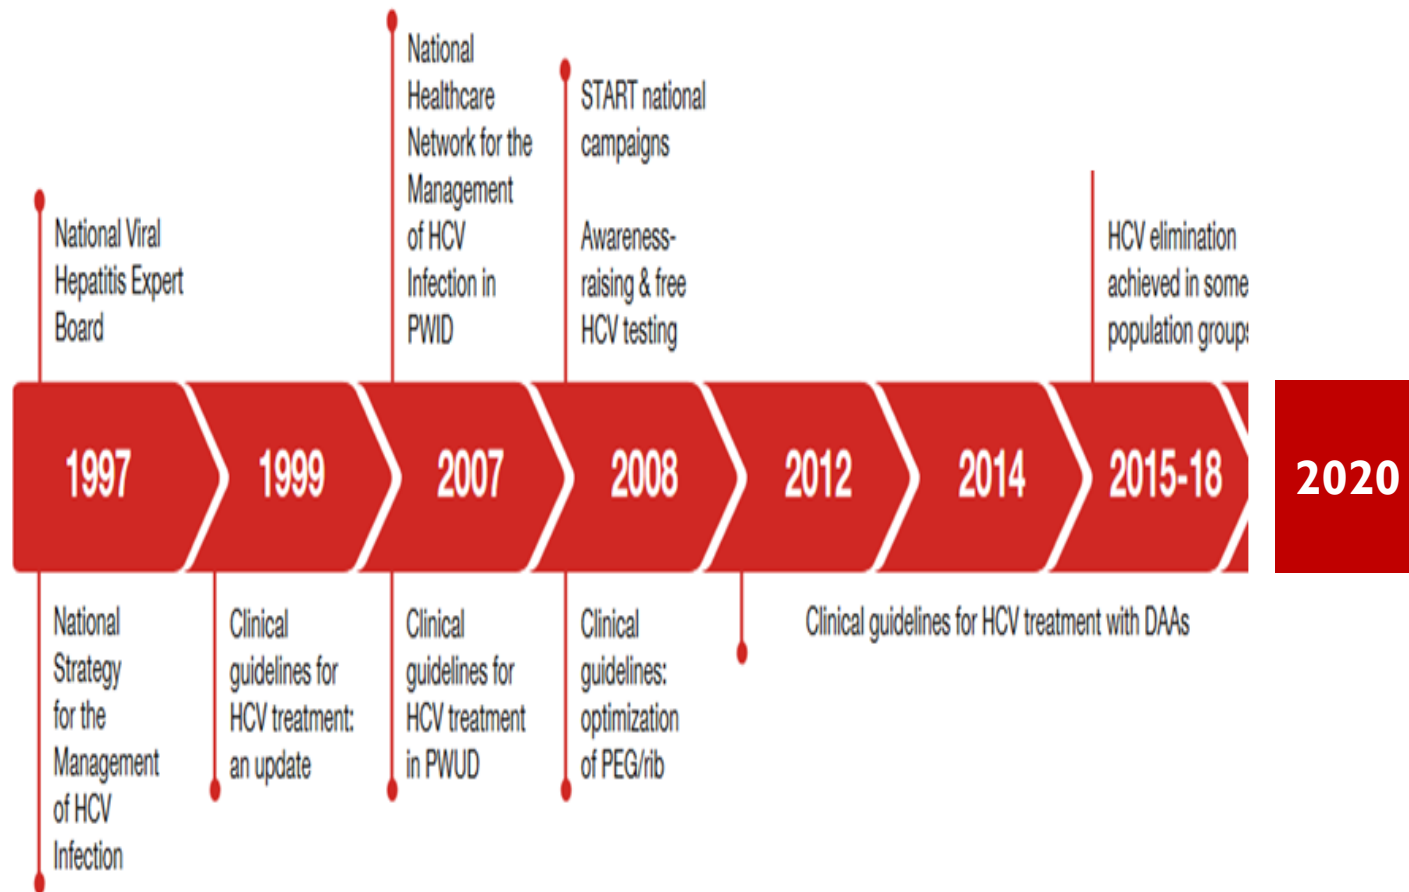 National Viral
Hepatitis Expert
Board
National
Healthcare
Network for the
Management
of HCV
Infection in
PWID
START national
campaigns
Awareness-
raising & free
HCV testing
HCV elimination
achieved in some
population groups
1997
1999
2007
2008
2012
2014
2015-18
2020
National
Strategy
for the
Management
of HCV
Infection
Clinical
guidelines for
HCV treatment:
an update
Clinical
guidelines for
HCV treatment
in PWUD
Clinical
guidelines:
optimization
of PEG/rib
Clinical guidelines for HCV treatment with DAAs